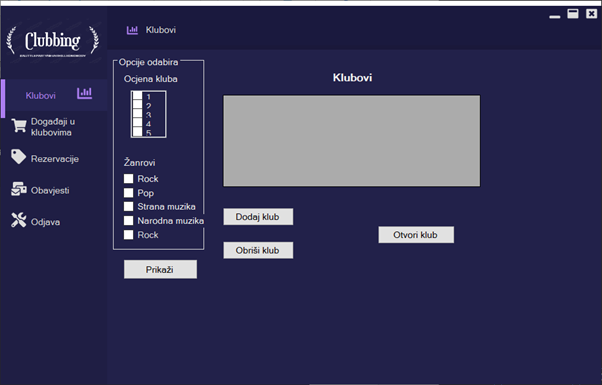 Clubbing
Klubovi
Događaji u
klubovima
Rezervacije
Obavjesti
Odjava
Klubovi
Opcije odabira
Ocjena kluba
1
2
3
4
5
Žanrovi
Rock
Pop
Strana muzika
Narodna muzika
Rock
Prikaži
Klubovi
Dodaj klub
Obriši klub
Otvori klub